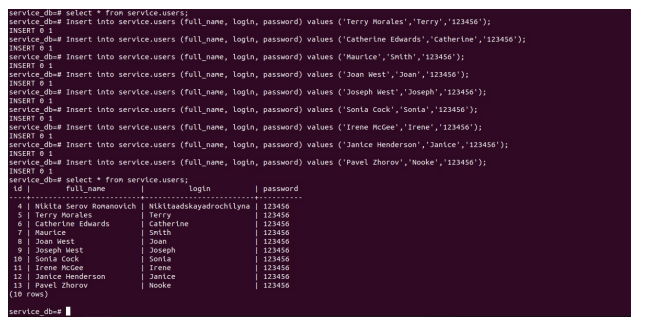 service_db=# select * from service.users;
service_db=# Insert into service.users (full_name, login, password) values ('Terry Morales','Terry','123456');
INSERT 0 1
service_db=# Insert into service.users (full_name, login, password) values ('Catherine Edwards','Catherine','123456');
INSERT 0 1
service_db=# Insert into service.users (full_name, login, password) values ('Maurice','Smith','123456');
INSERT 0 1
service_db=# Insert into service.users (full_name, login, password) values ('Joan West','Joan','123456');
INSERT 0 1
service_db=# Insert into service.users (full_name, login, password) values ('Joseph West','Joseph','123456');
INSERT 0 1
service_db=# Insert into service.users (full_name, login, password) values ('Sonia Cock','Sonia','123456');
INSERT 0 1
service_db=# Insert into service.users (full_name, login, password) values ('Irene McGee','Irene','123456');
INSERT 0 1
service_db=# Insert into service.users (full_name, login, password) values ('Janice Henderson','Janice','123456');
INSERT 0 1
service_db=# Insert into service.users (full_name, login, password) values ('Pavel Zhorov','Nooke','123456');
INSERT 0 1
service_db=# select * from service.users;
id | full_name | login | password
----+-------------------------+-------------------------+----------
4 | Nikita Serov Romanovich | Nikitaadskayadrochilyna | 123456
5 | Terry Morales | Terry | 123456
6 | Catherine Edwards | Catherine | 123456
7 | Maurice | Smith | 123456
8 | Joan West | Joan | 123456
9 | Joseph West | Joseph | 123456
10 | Sonia Cock | Sonia | 123456
11 | Irene McGee | Irene | 123456
12 | Janice Henderson | Janice | 123456
13 | Pavel Zhorov | Nooke | 123456
(10 rows)
service_db=#